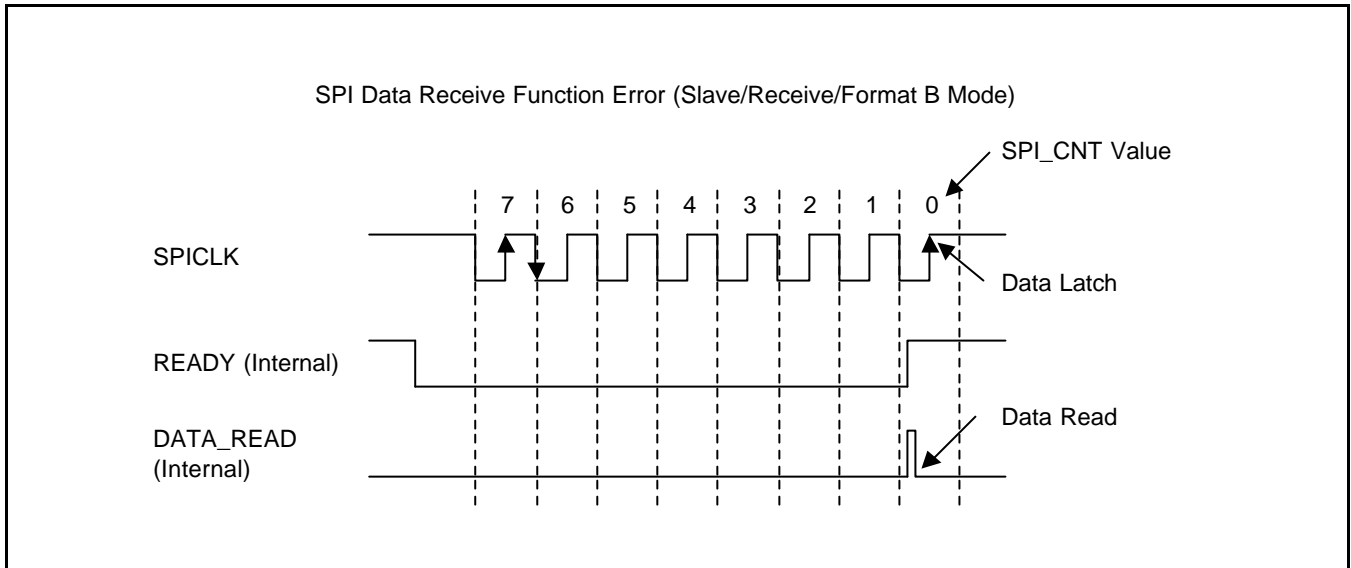 SPI Data Receive Function Error (Slave/Receive/Format B Mode)
SPI_CNT Value
7 6 5 4 3 2 1 0
SPICLK
Data Latch
READY (Internal)
Data Read
DATA_READ
(Internal)